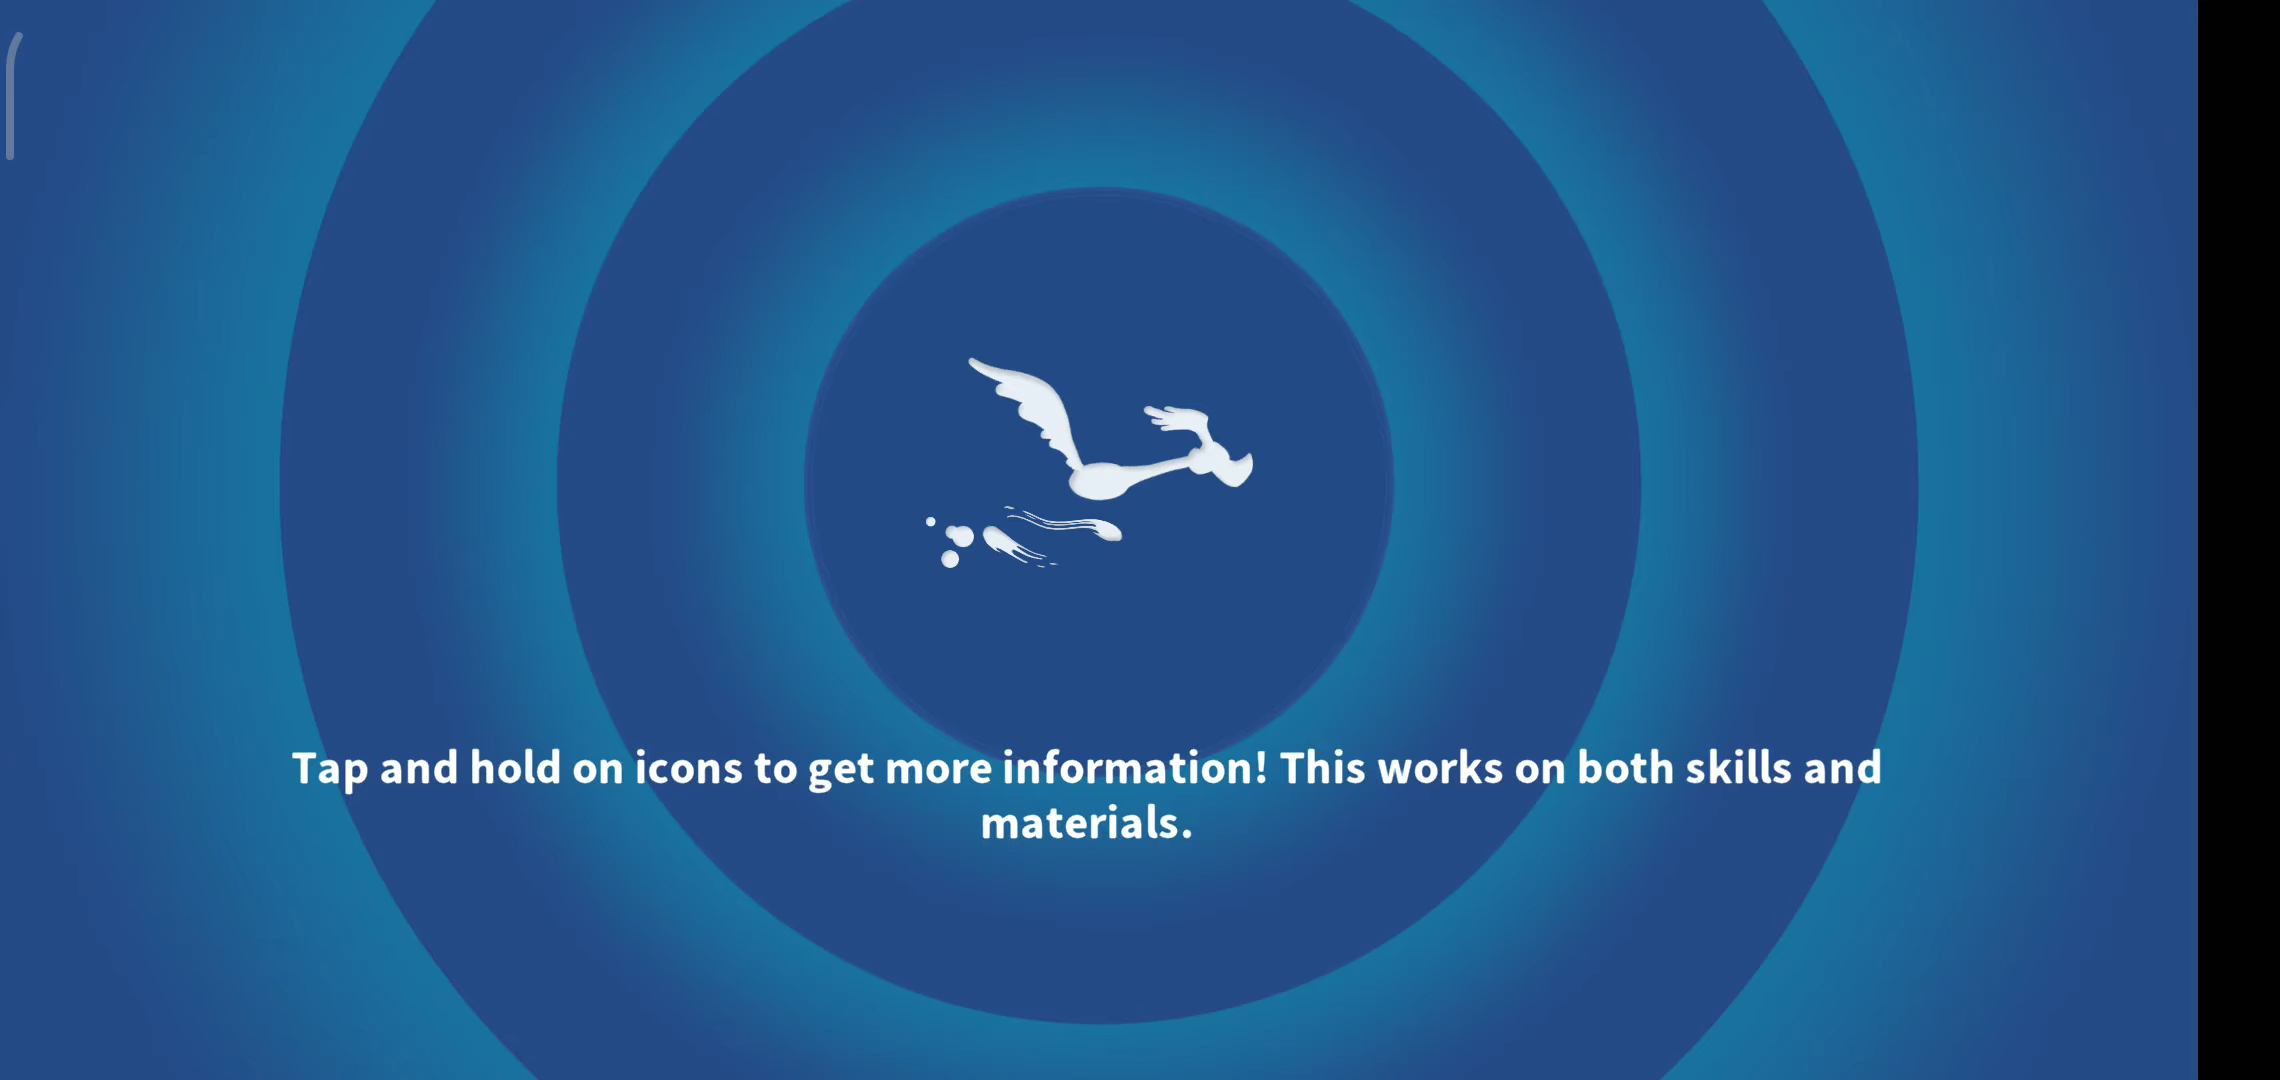 Tap and hold on icons to get more information! This works on both skills and
materials.